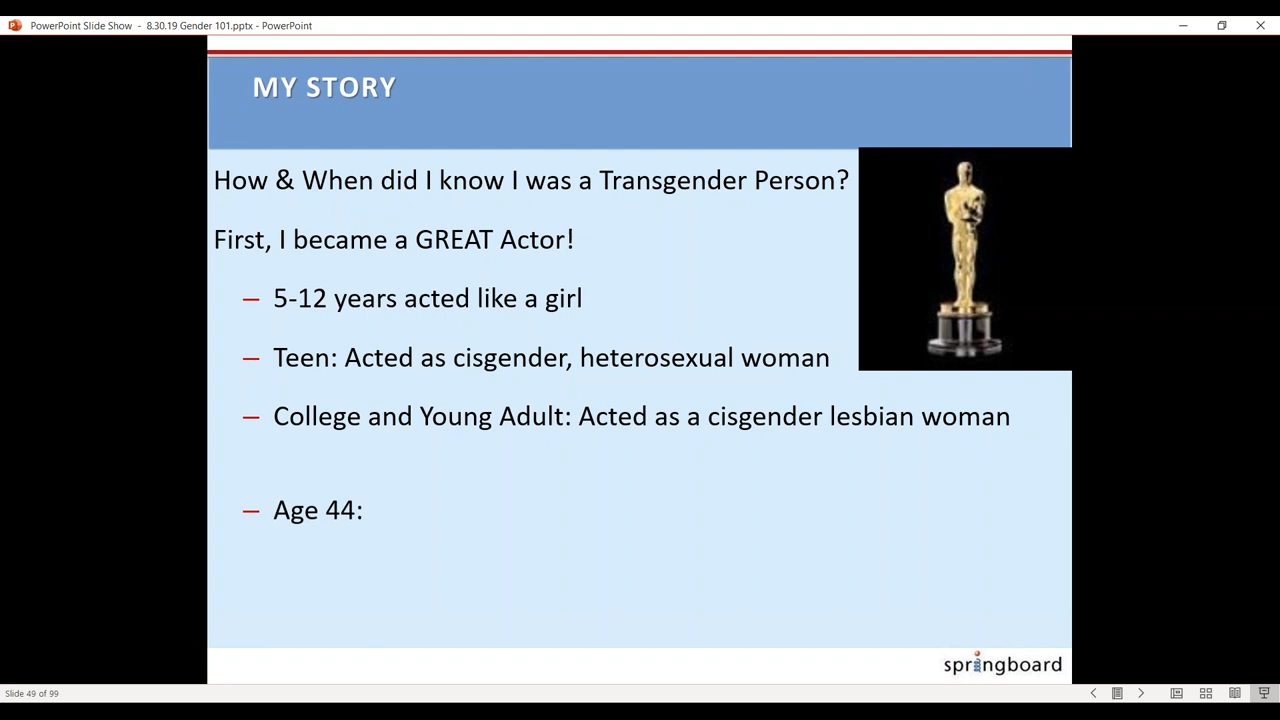 PowerPoint Slide Show - 8.30.19 Gender 101.pptx - PowerPoint
MY STORY
How & When did I know I was a Transgender Person?
First, I became a GREAT Actor!
– 5-12 years acted like a girl
– Teen: Acted as cisgender, heterosexual woman
– College and Young Adult: Acted as a cisgender lesbian woman
– Age 44:
springboard
Slide 49 of 99